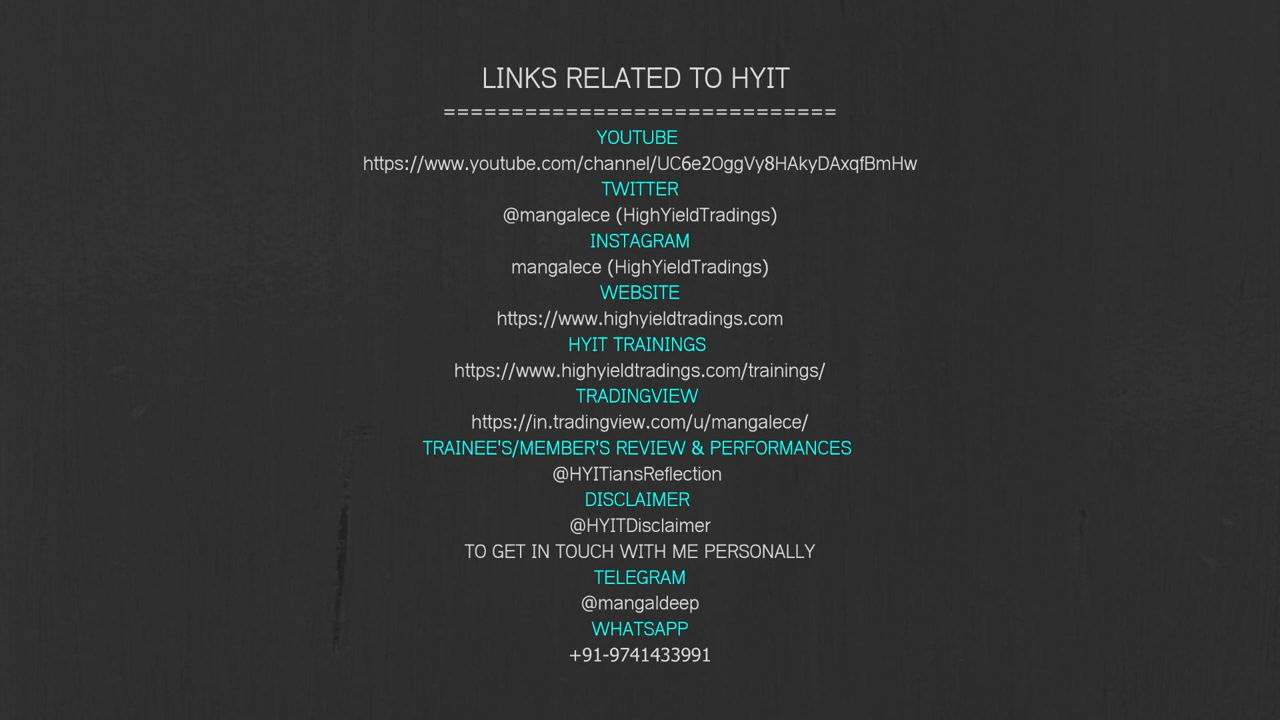 LINKS RELATED TO HYIT
=============================
YOUTUBE
https://www.youtube.com/channel/UC6e2OggVy8HAkyDAxqfBmHw
TWITTER
@mangalece (HighYieldTradings)
INSTAGRAM
mangalece (HighYieldTradings)
WEBSITE
https://www.highyieldtradings.com
HYIT TRAININGS
https://www.highyieldtradings.com/trainings/
TRADINGVIEW
https://in.tradingview.com/u/mangalece/
TRAINEE'S/MEMBER'S REVIEW & PERFORMANCES
@HYITiansReflection
DISCLAIMER
@HYITDisclaimer
TO GET IN TOUCH WITH ME PERSONALLY
TELEGRAM
@mangaldeep
WHATSAPP
+91-9741433991